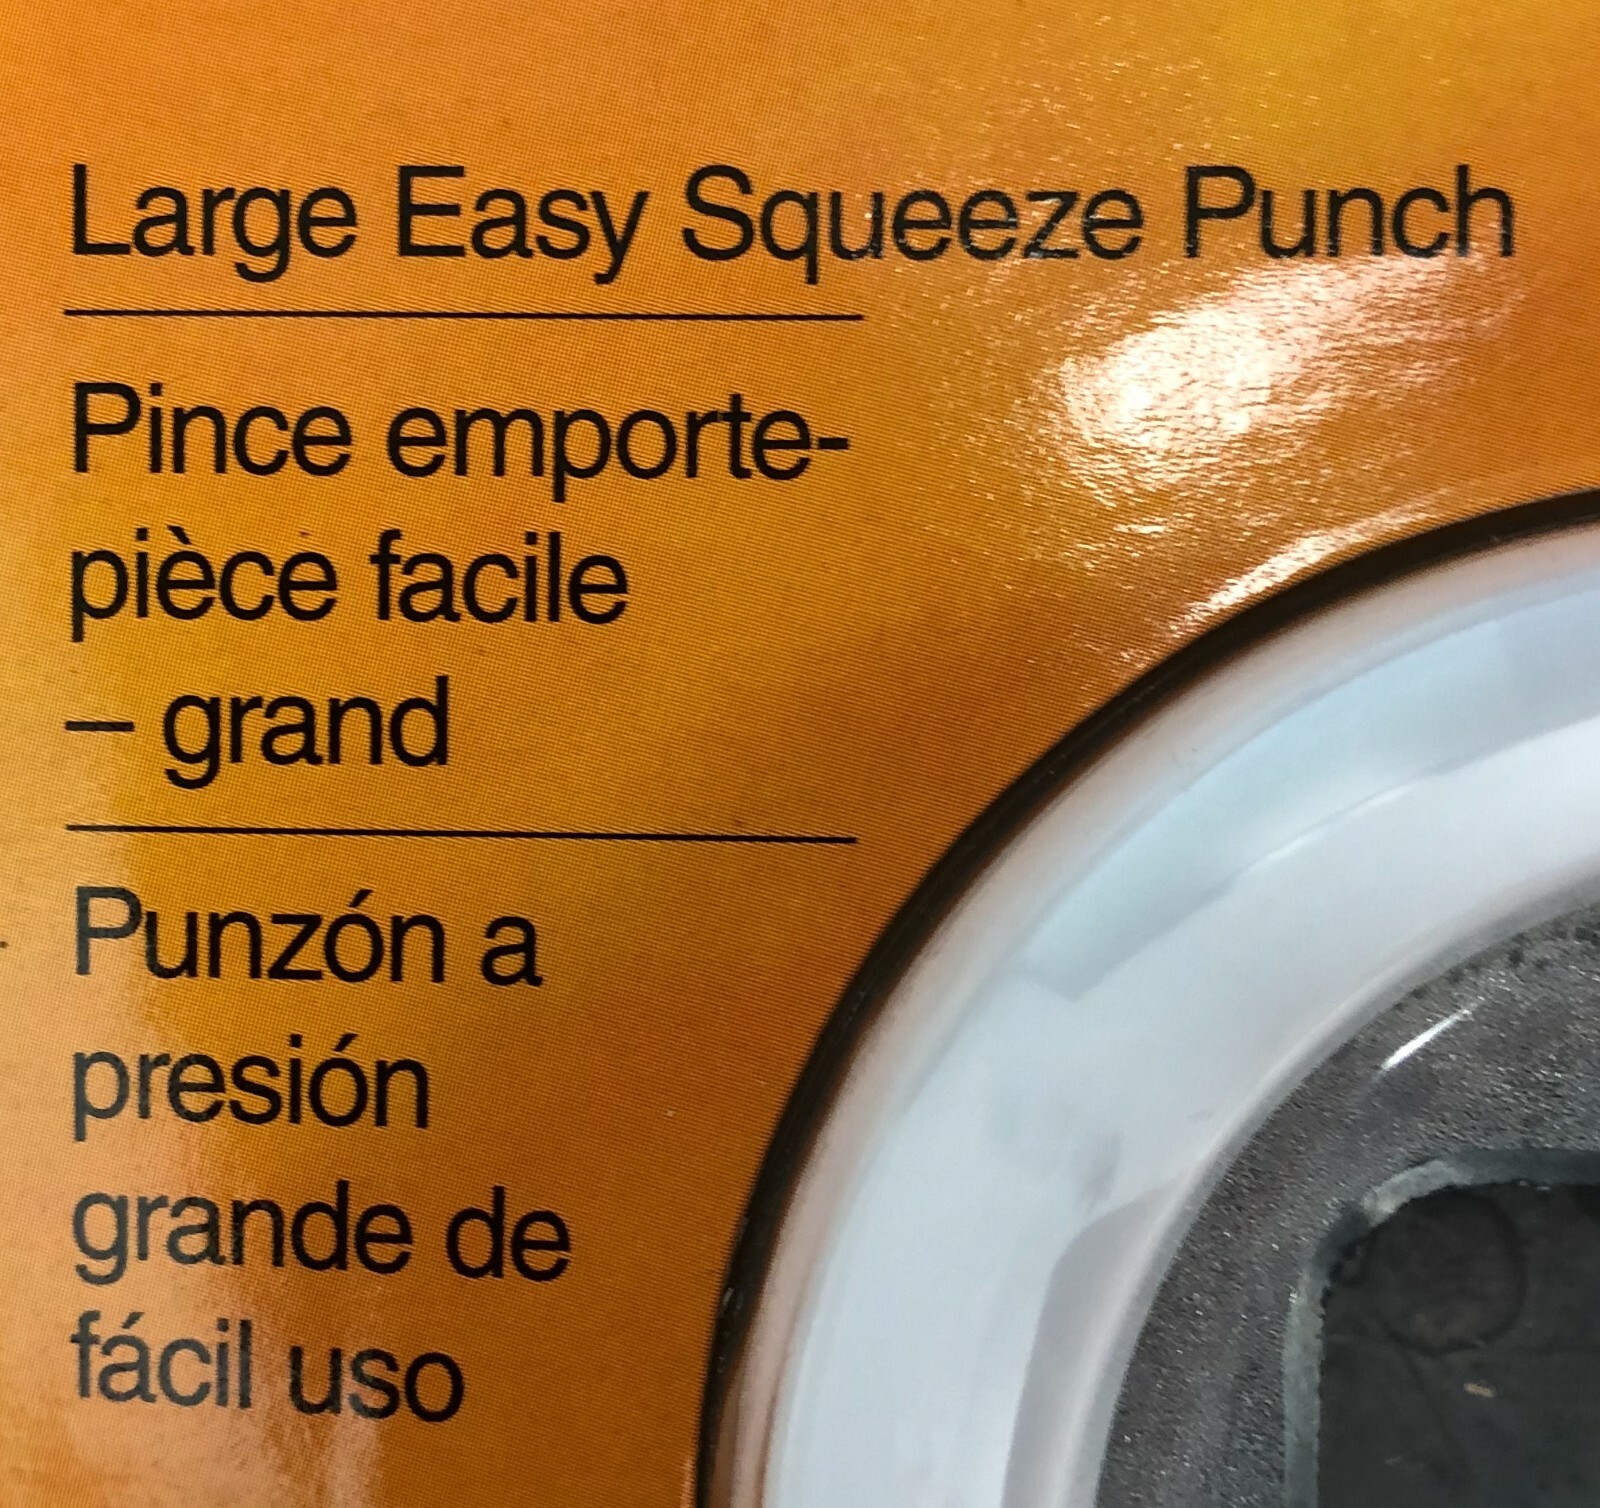 Large Easy Squeeze Punch
Pince emporte-
pièce facile
– grand
Punzón a
presión
grande de
fácil uso